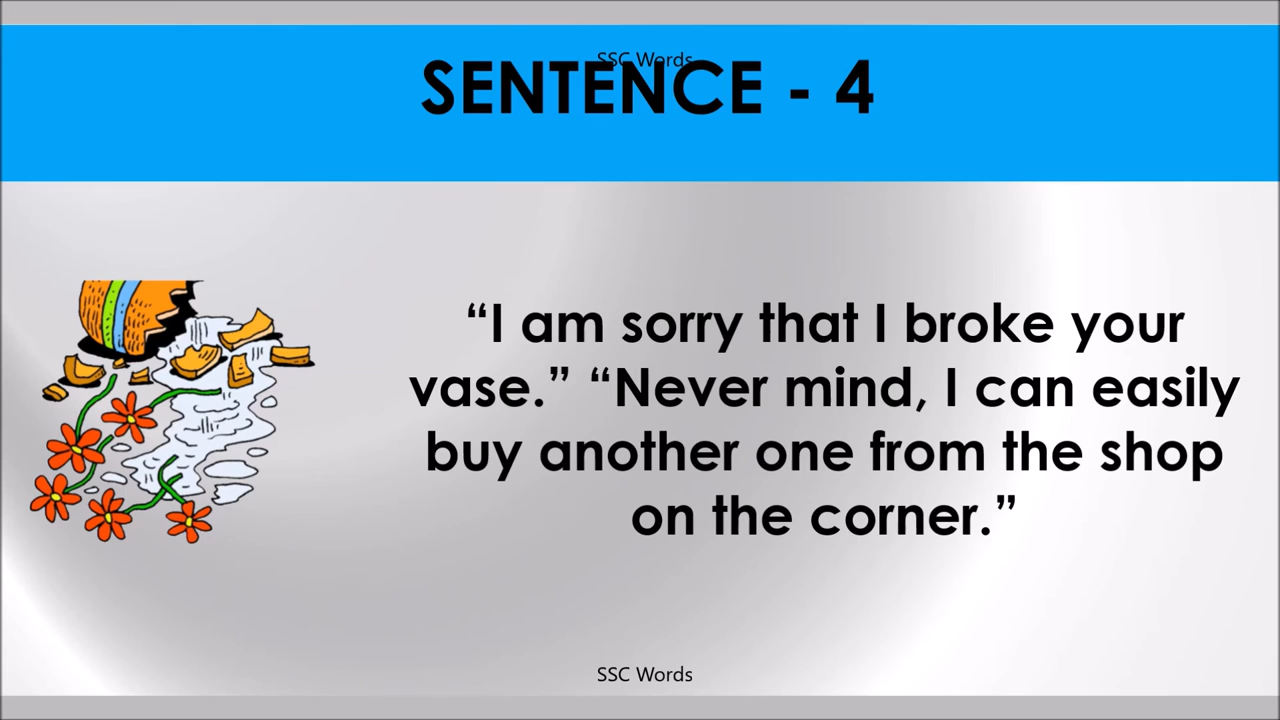 SSC Words
SENTENCE - 4
“I am sorry that I broke your
vase.” “Never mind, I can easily
buy another one from the shop
on the corner.”
SSC Words